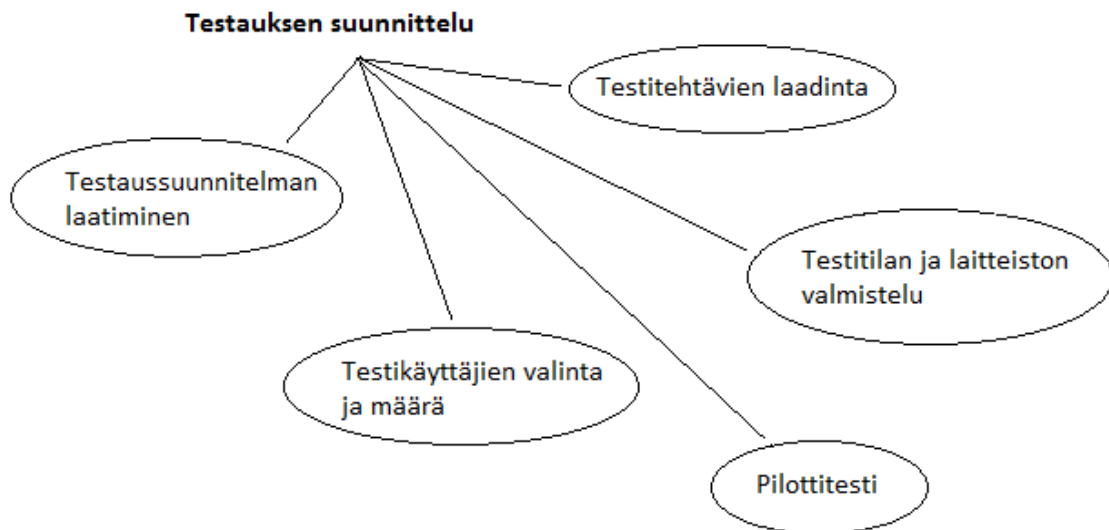 Testauksen suunnittelu
Testitehtävien laadinta
Testaussuunnitelman
laatiminen
Testitilan ja laitteiston
valmistelu
Testikäyttäjien valinta
ja määrä
Pilottitesti